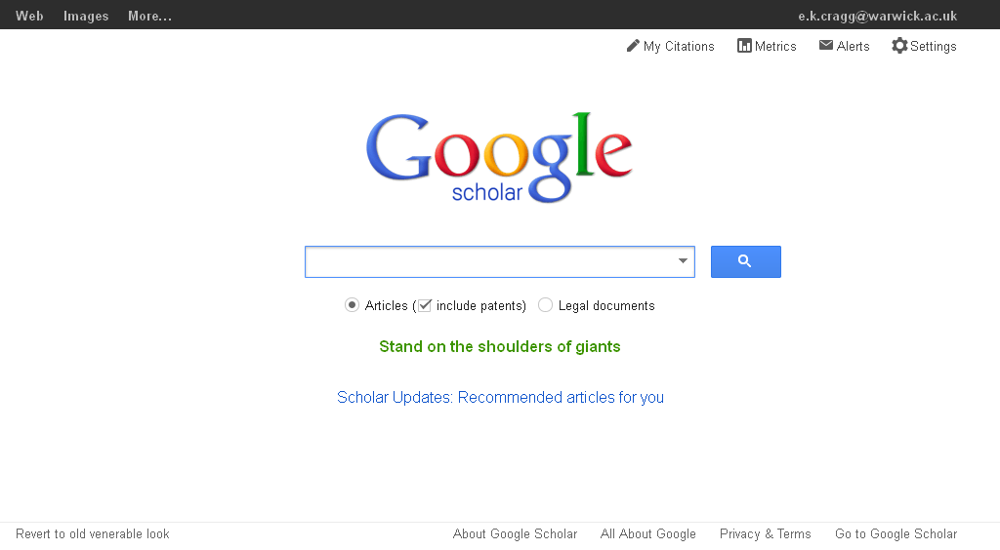 Web Images More... e.k.cragg@warwick.ac.uk
My Citations Metrics Alerts Settings
Google
scholar
Articles ( include patents) Legal documents
Stand on the shoulders of giants
Scholar Updates: Recommended articles for you
Revert to old venerable look About Google Scholar All About Google Privacy & Terms Go to Google Scholar